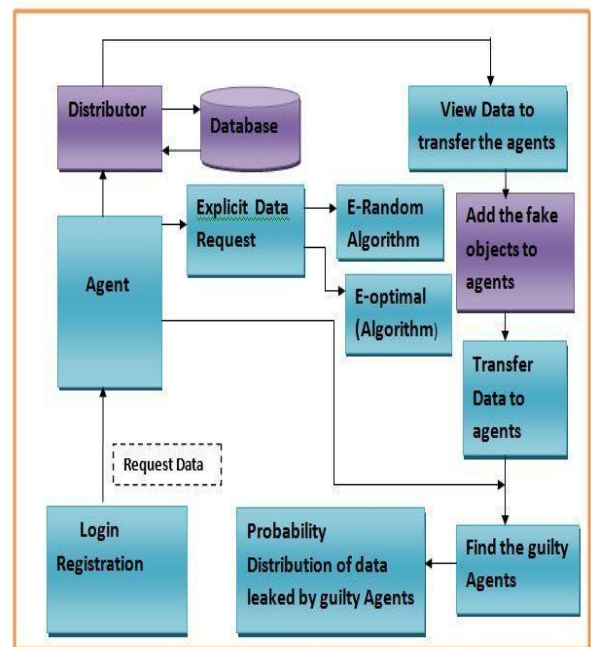 Distributor
Database
View Data to
transfer the agents
Explicit Data
Request
E-Random
Algorithm
Add the fake
objects to
agents
Agent
E-optimal
(Algorithm)
Transfer
Data to
agents
Request Data
Login
Registration
Probability
Distribution of data
leaked by guilty Agents
Find the guilty
Agents